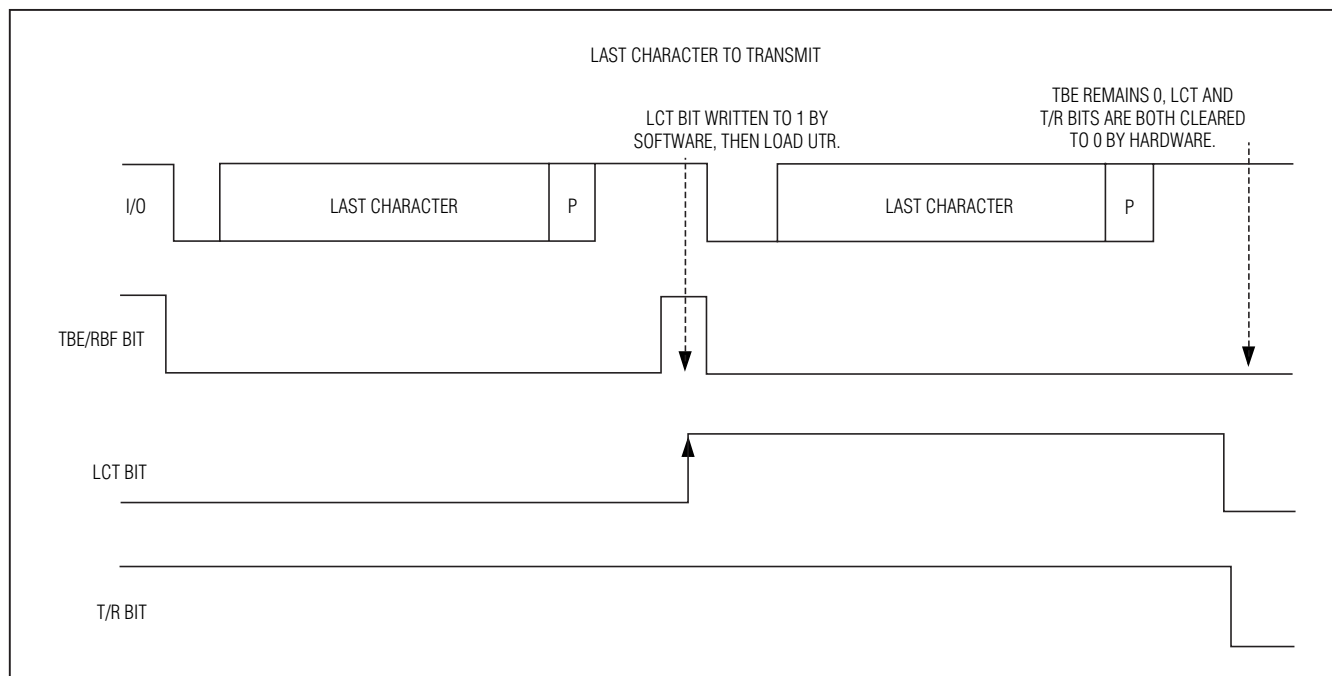 LAST CHARACTER TO TRANSMIT
LCT BIT WRITTEN TO 1 BY
SOFTWARE, THEN LOAD UTR.
TBE REMAINS 0, LCT AND
T/R BITS ARE BOTH CLEARED
TO 0 BY HARDWARE.
I/O
LAST CHARACTER
P
LAST CHARACTER
P
TBE/RBF BIT
LCT BIT
T/R BIT